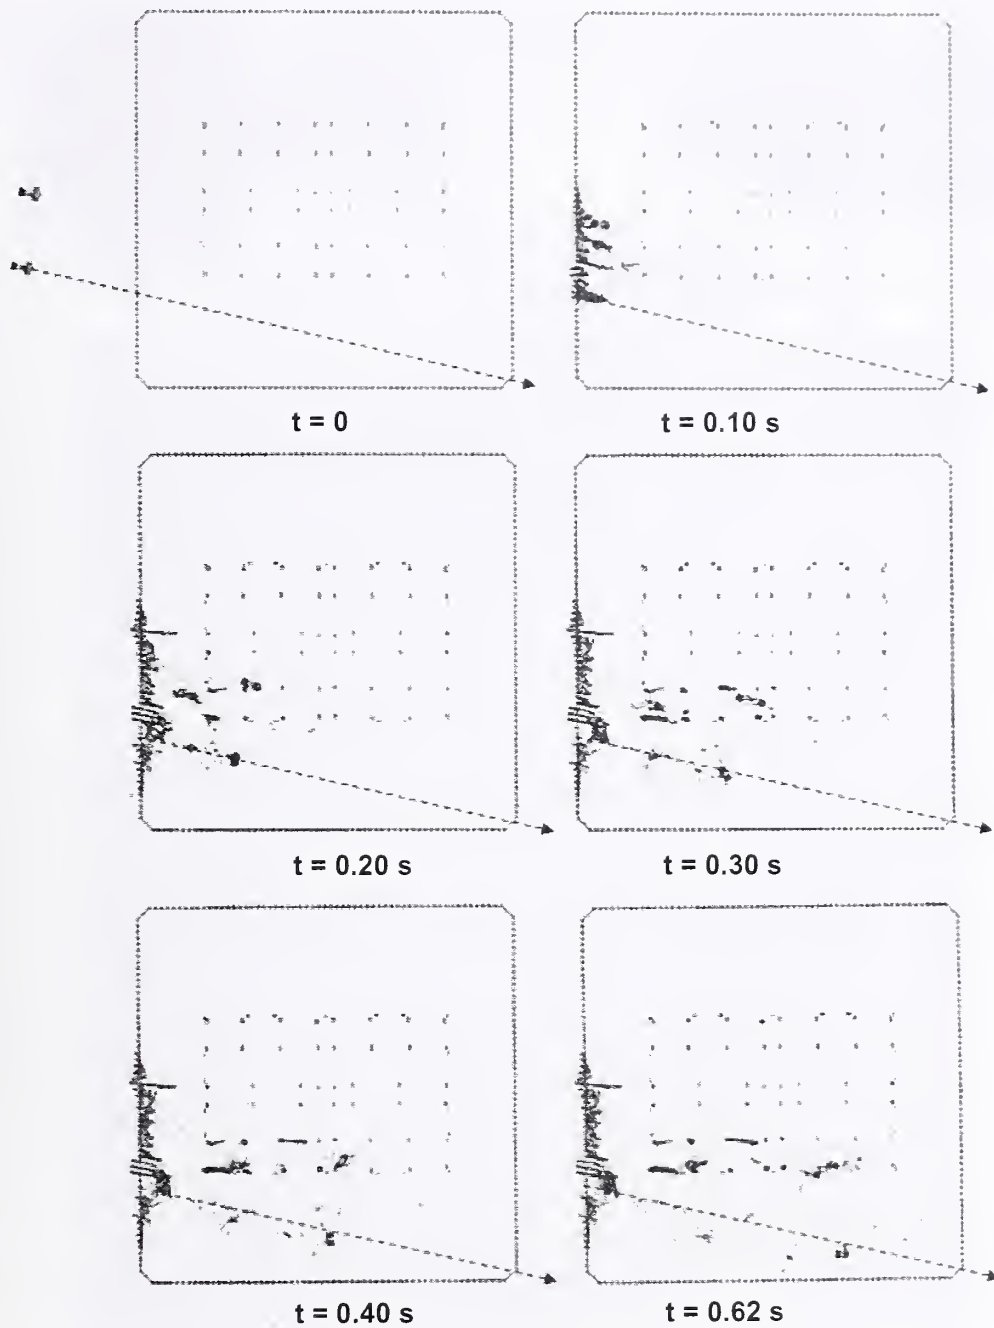 t = 0
t = 0.10 s
t = 0.20 s
t = 0.30 s
t = 0.40 s
t = 0.62 s